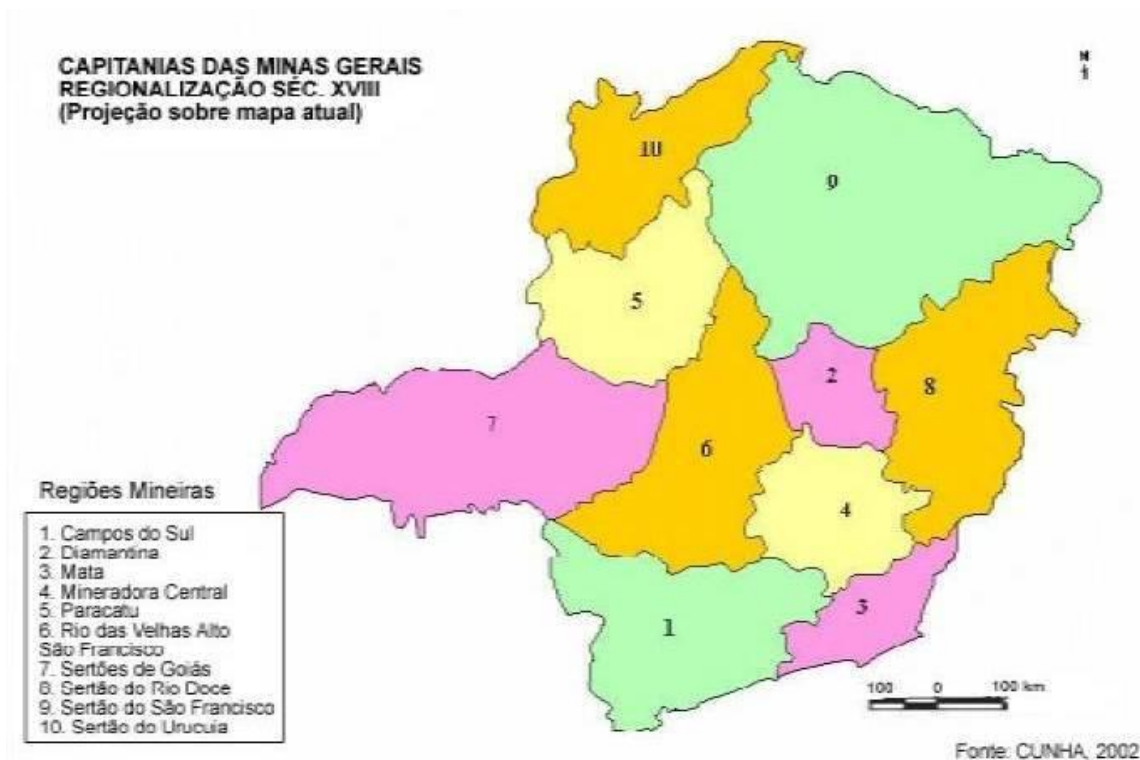 CAPITANIAS DAS MINAS GERAIS
REGIONALIZAÇÃO SÉC. XVIII
(Projeção sobre mapa atual)
N
10
9
5
2
8
7
6
4
3
1
Regiões Mineiras
1. Campos do Sul
2. Diamantina
3. Mata
4. Mineradora Central
5. Paracatu
6. Rio das Velhas Alto
São Francisco
7. Sertões de Goiás
8. Sertão do Rio Doce
9. Sertão do São Francisco
10. Sertão do Urucuia
100 0 100 km
Fonte: CUNHA, 2002